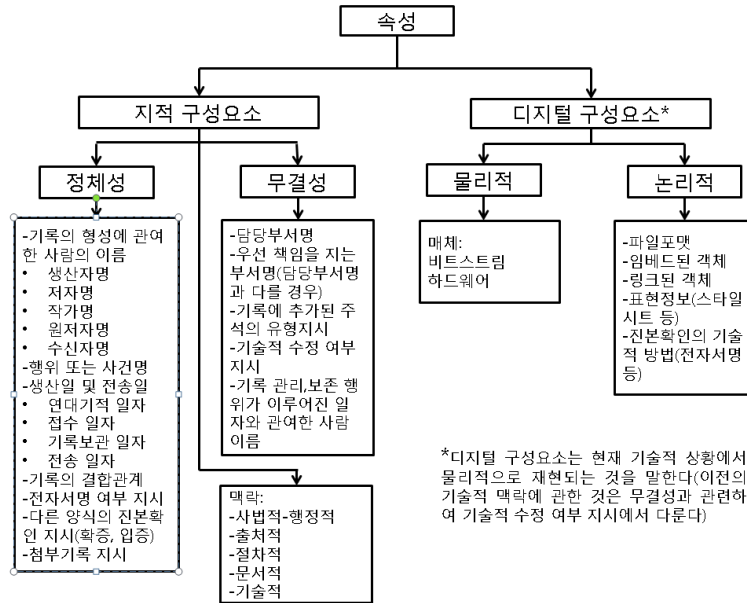 속성
지적 구성요소
디지털 구성요소*
정체성
무결성
물리적
논리적
-기록의 형성에 관여
한 사람의 이름
• 생산자명
• 저자명
• 작가명
• 원저자명
• 수신자명
-행위 또는 사건명
-생산일 및 전송일
• 연대기적 일자
• 접수 일자
• 기록보관 일자
• 전송 일자
-기록의 결합관계
-전자서명 여부 지시
-다른 양식의 진본확
인 지시(확증, 입증)
-첨부기록 지시
-담당부서명
-우선 책임을 지는
부서명(담당부서명
과 다를 경우)
-기록에 추가된 주
석의 유형지시
-기술적 수정 여부
지시
-기록 관리,보존 행
위가 이루어진 일
자와 관여한 사람
이름
맥락:
-사법적-행정적
-출처적
-절차적
-문서적
-기술적
매체:
비트스트림
하드웨어
-파일포맷
-임베드된 객체
-링크된 객체
-표현정보(스타일
시트 등)
-진본확인의 기술
적 방법(전자서명
등)
*디지털 구성요소는 현재 기술적 상황에서
물리적으로 재현되는 것을 말한다(이전의
기술적 맥락에 관한 것은 무결성과 관련하
여 기술적 수정 여부 지시에서 다룬다)